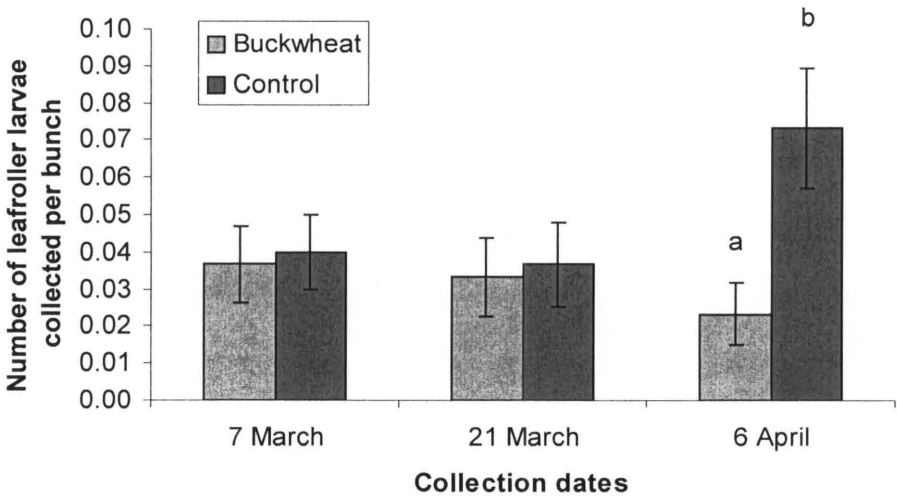 Number of leafroller larvae
collected per bunch
0.10
0.09
0.08
0.07
0.06
0.05
0.04
0.03
0.02
0.01
0.00
Buckwheat
Control
a
b
7 March
21 March
6 April
Collection dates